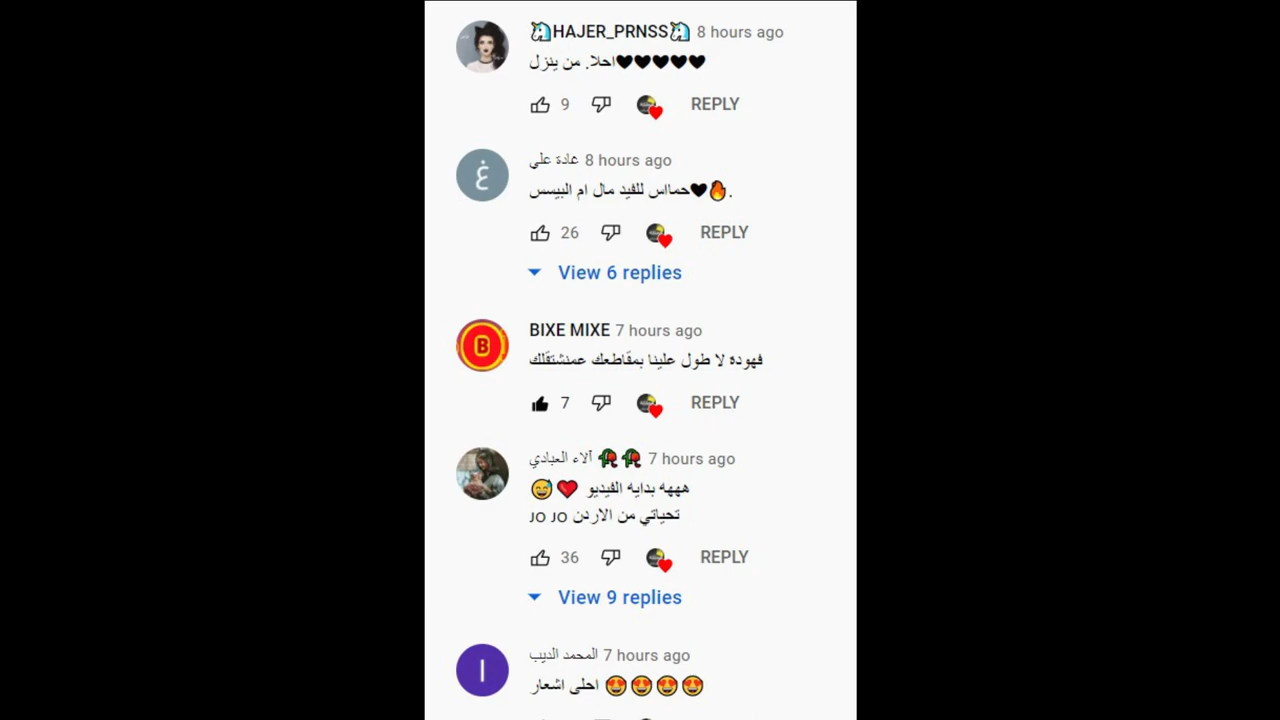 🦄HAJER_PRNSS🦄 8 hours ago
احلا. من ينزل🖤🖤🖤🖤🖤
9 REPLY
غ
غادة علي 8 hours ago
حمااس للفيد مال ام البيسس🖤🔥.
26 REPLY
View 6 replies
B
BIXE MIXE 7 hours ago
فهوده لا طول علينا بمقاطعك عمنشتقلك
7 REPLY
آلاء العبادي 🥀🥀 7 hours ago
هههه بدايه الفيديو ❤️😅
تحياتي من الاردن JO JO
36 REPLY
View 9 replies
ا
المحمد الديب 7 hours ago
احلى اشعار 😍😍😍😍